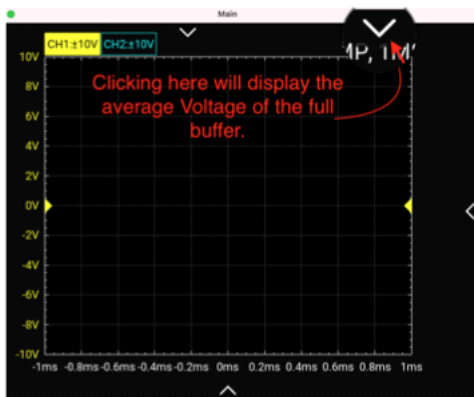 Main
CH1:±10V CH2:±10V
MP, 1M
10V
8V
6V
4V
2V
0V
-2V
-4V
-6V
-8V
-10V
Clicking here will display the
average Voltage of the full
buffer.
-1ms -0.8ms -0.6ms -0.4ms -0.2ms 0ms 0.2ms 0.4ms 0.6ms 0.8ms 1ms